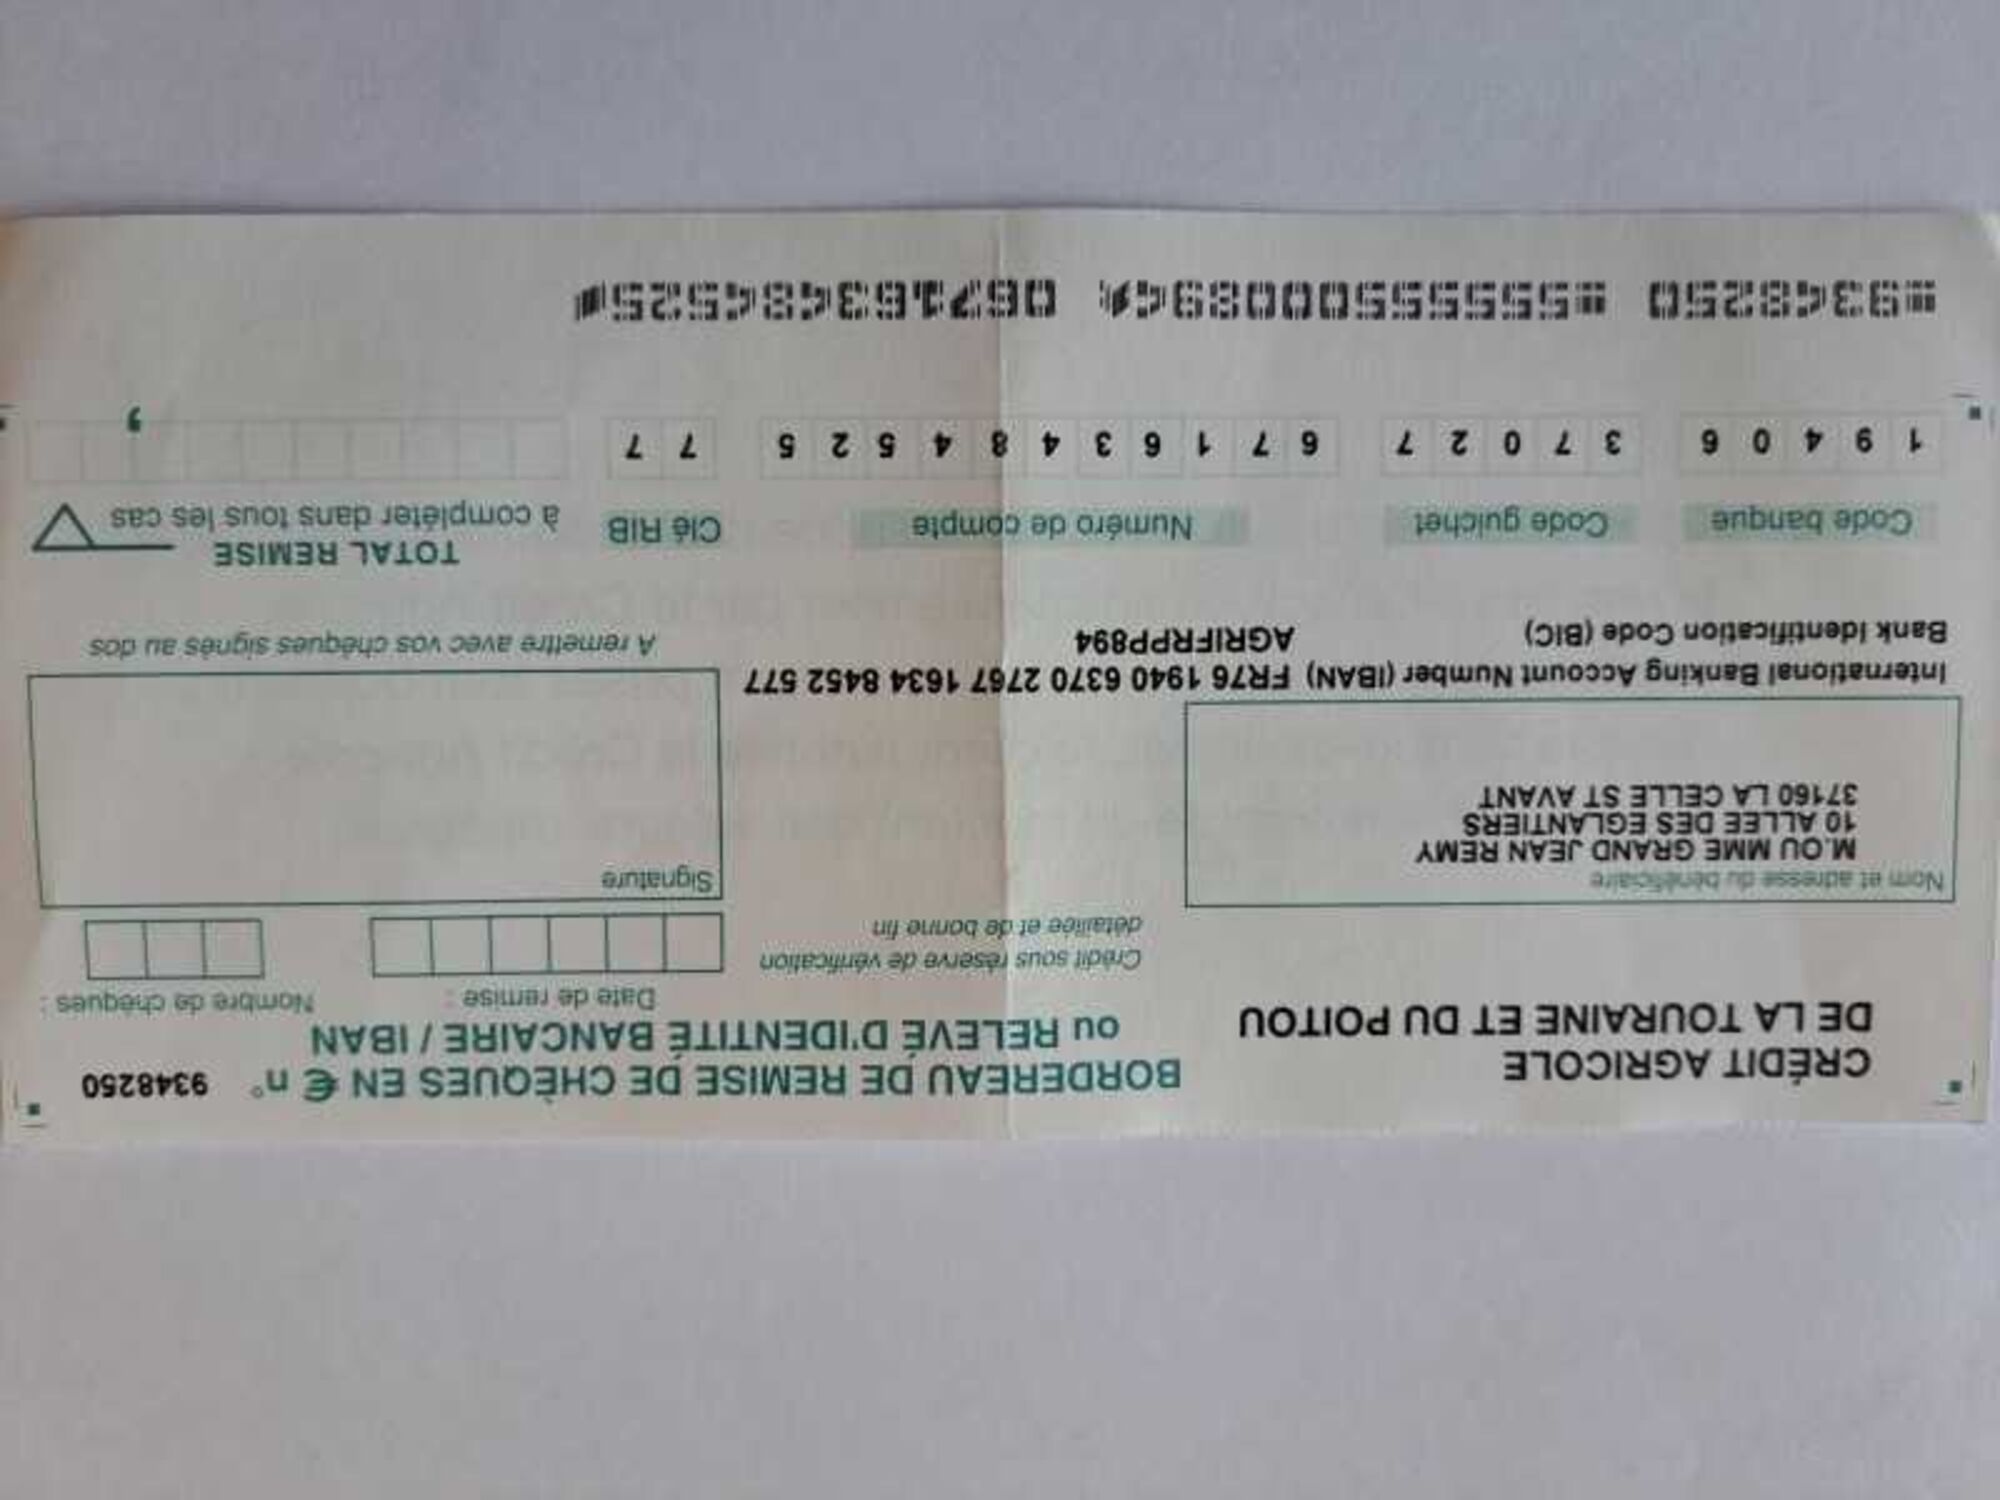 CRÉDIT AGRICOLE
DE LA TOURAINE ET DU POITOU
BORDEREAU DE REMISE DE CHÈQUES EN € n° 9348250
ou RELEVÉ D'IDENTITÉ BANCAIRE / IBAN
Crédit sous réserve de vérification
détaillée et de bonne fin
Date de remise :
Nombre de chèques :
Nom et adresse du bénéficiaire
M.OU MME GRAND JEAN REMY
10 ALLEE DES EGLANTIERS
37160 LA CELLE ST AVANT
Signature
International Banking Account Number (IBAN) FR76 1940 6370 2767 1634 8452 577
Bank Identification Code (BIC) AGRIFRPP894
A remettre avec vos chèques signés au dos
TOTAL REMISE
à compléter dans tous les cas
Code banque Code guichet Numéro de compte Clé RIB
1 9 4 0 6 3 7 0 2 7 6 7 1 6 3 4 8 4 5 2 5 7 7 ,
9348250 555555000894 067163484525